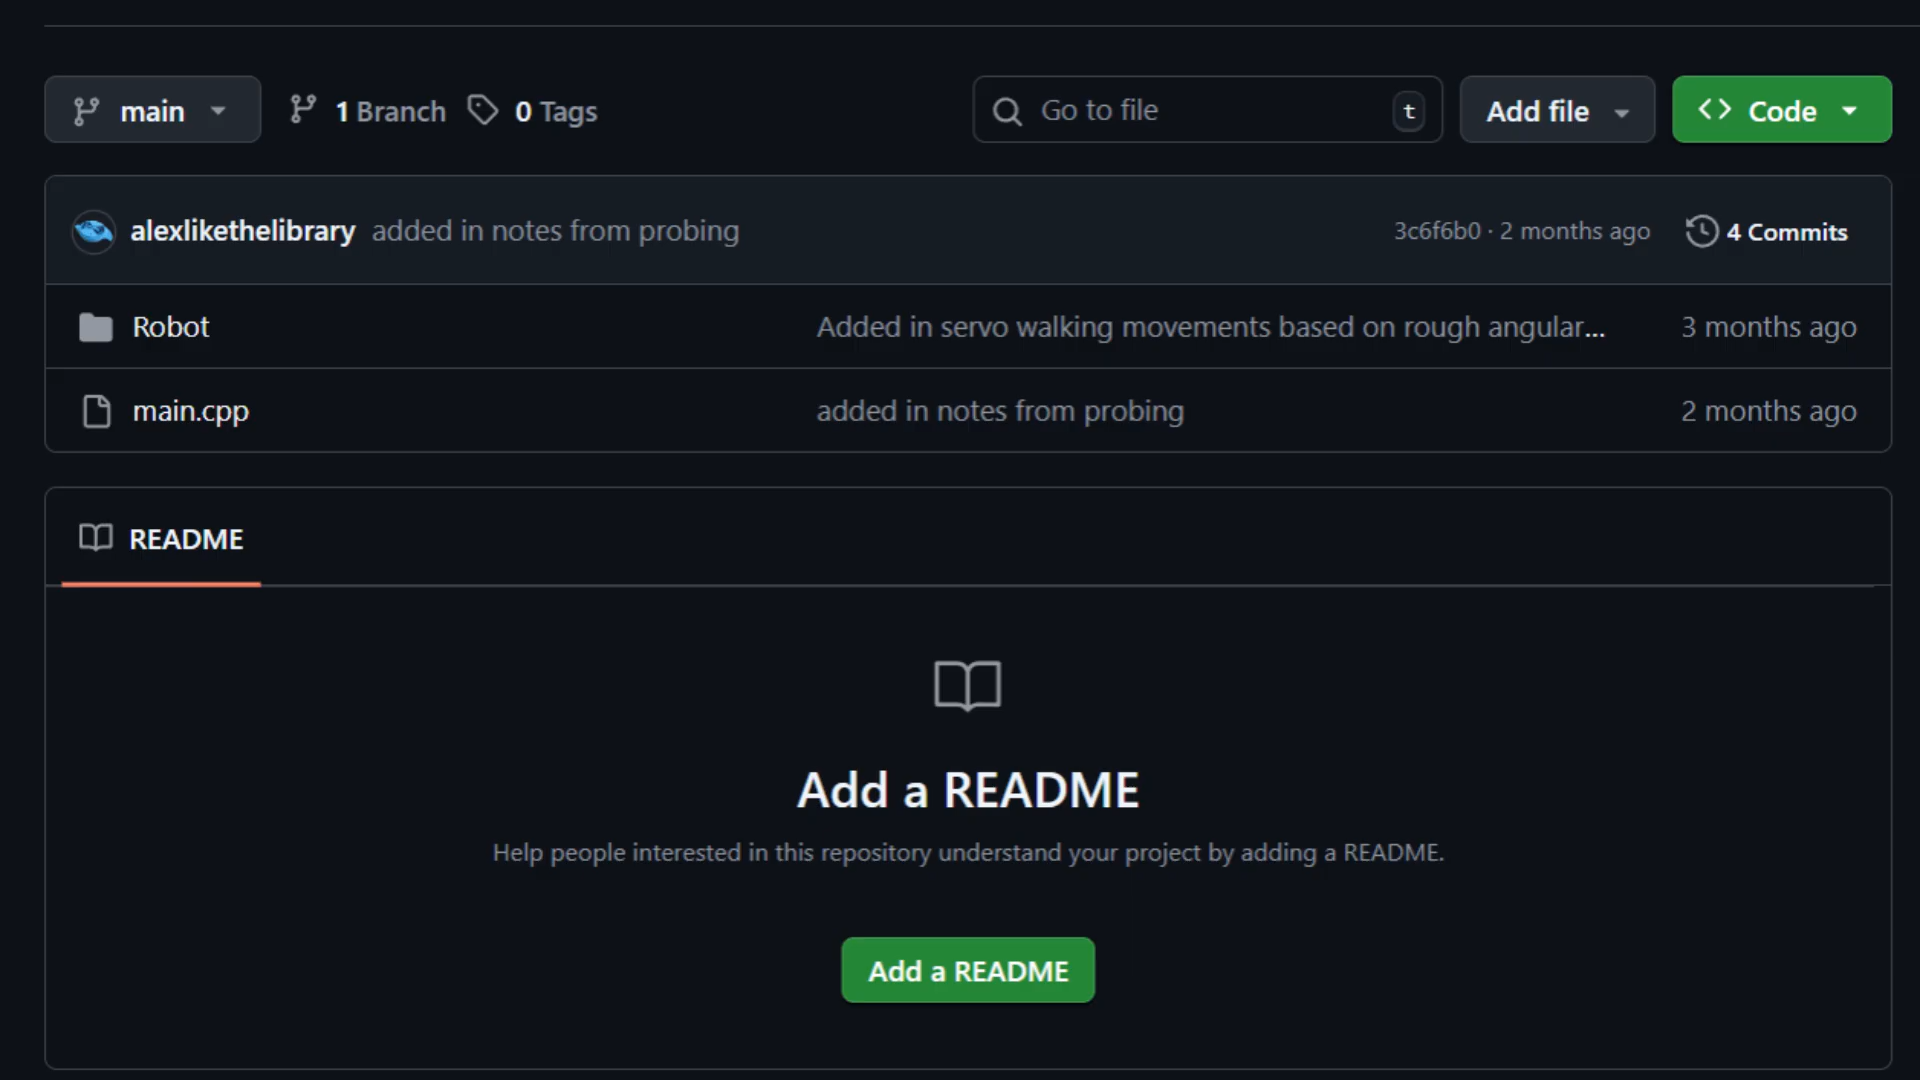 main 1 Branch 0 Tags Go to file t Add file Code
alexlikethelibrary added in notes from probing 3c6f6b0 · 2 months ago 4 Commits
Robot Added in servo walking movements based on rough angular... 3 months ago
main.cpp added in notes from probing 2 months ago
README
Add a README
Help people interested in this repository understand your project by adding a README.
Add a README